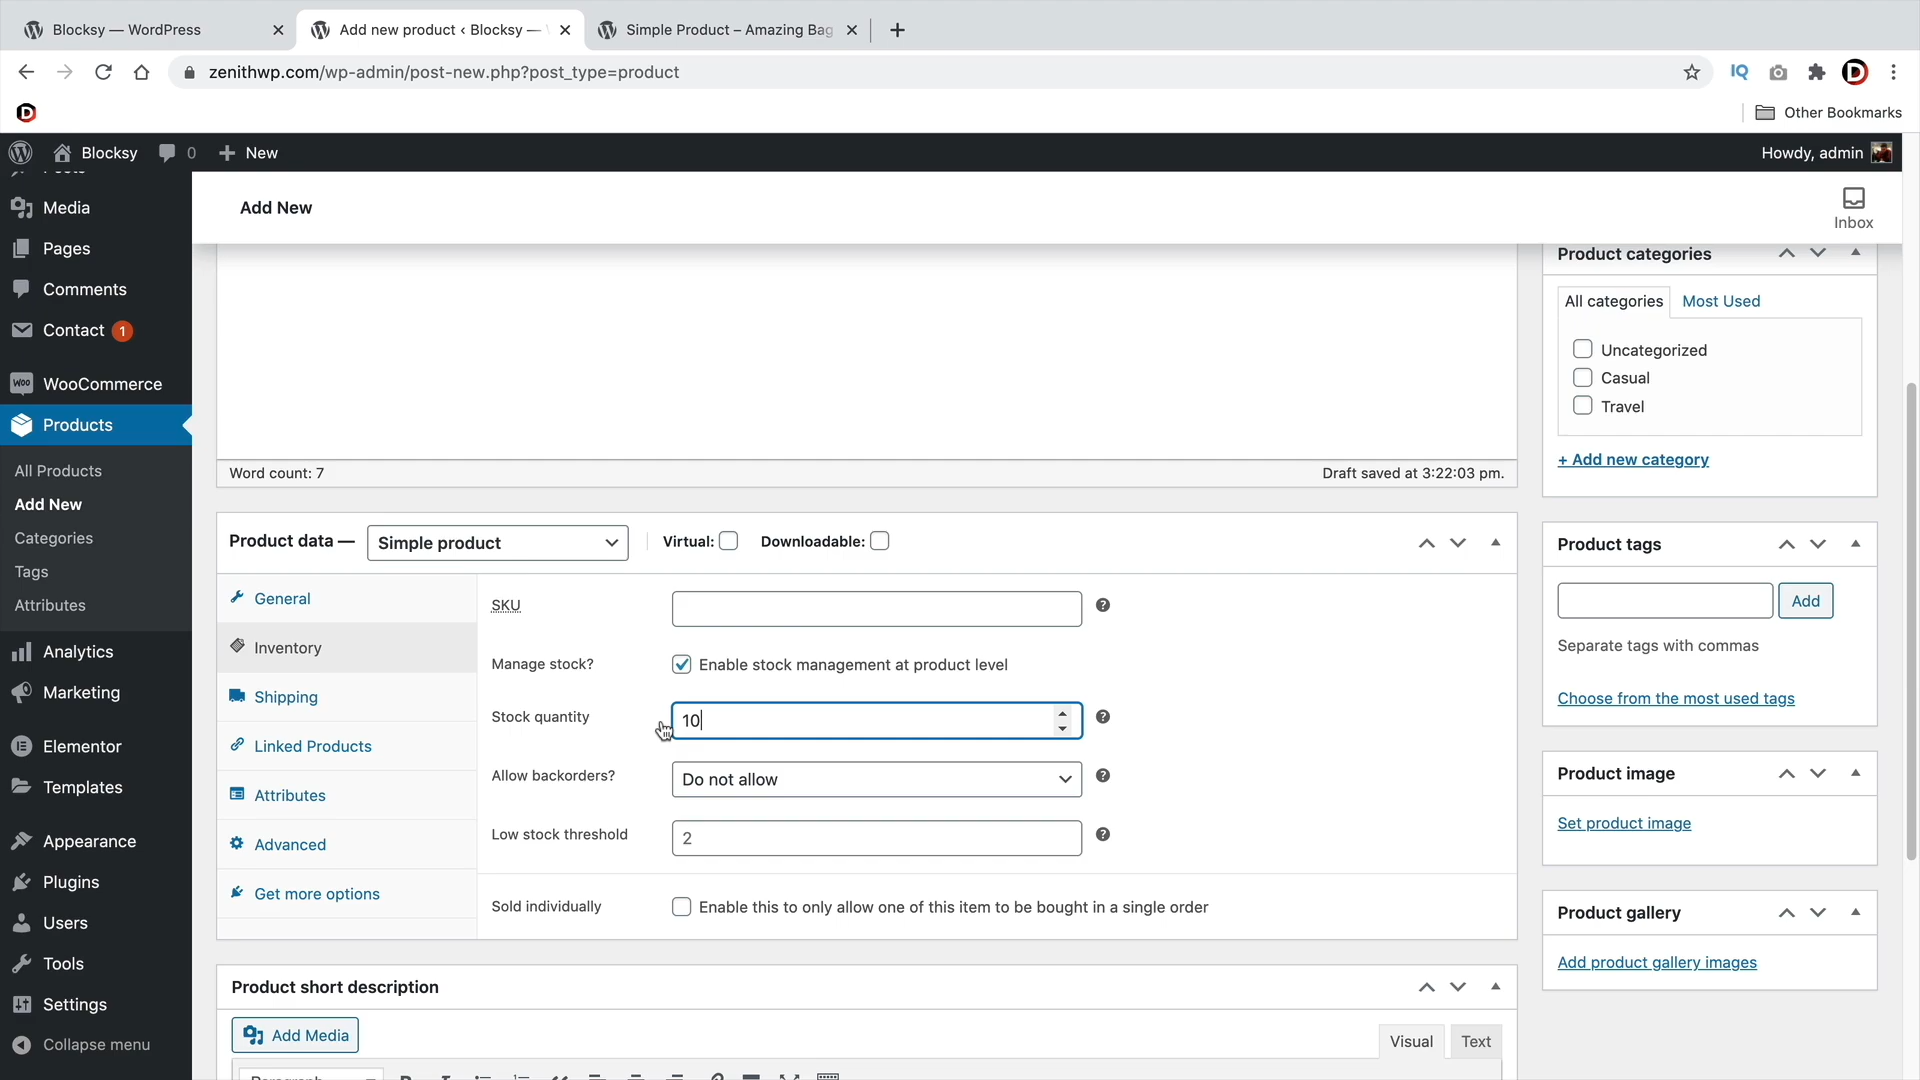 Blocksy — WordPress
Add new product ‹ Blocksy —
Simple Product – Amazing Bag
zenithwp.com/wp-admin/post-new.php?post_type=product
IQ
D
D
Other Bookmarks
Blocksy
0
New
Howdy, admin
Media
Pages
Comments
Contact 1
Woo WooCommerce
Products
All Products
Add New
Categories
Tags
Attributes
Analytics
Marketing
Elementor
Templates
Appearance
Plugins
Users
Tools
Settings
Collapse menu
Add New
Inbox
Word count: 7
Draft saved at 3:22:03 pm.
Product data —
Simple product
Virtual:
Downloadable:
General
Inventory
Shipping
Linked Products
Attributes
Advanced
Get more options
SKU
Manage stock?
Enable stock management at product level
Stock quantity
10
Allow backorders?
Do not allow
Low stock threshold
2
Sold individually
Enable this to only allow one of this item to be bought in a single order
Product short description
Add Media
Visual
Text
Product categories
All categories
Most Used
Uncategorized
Casual
Travel
+ Add new category
Product tags
Add
Separate tags with commas
Choose from the most used tags
Product image
Set product image
Product gallery
Add product gallery images